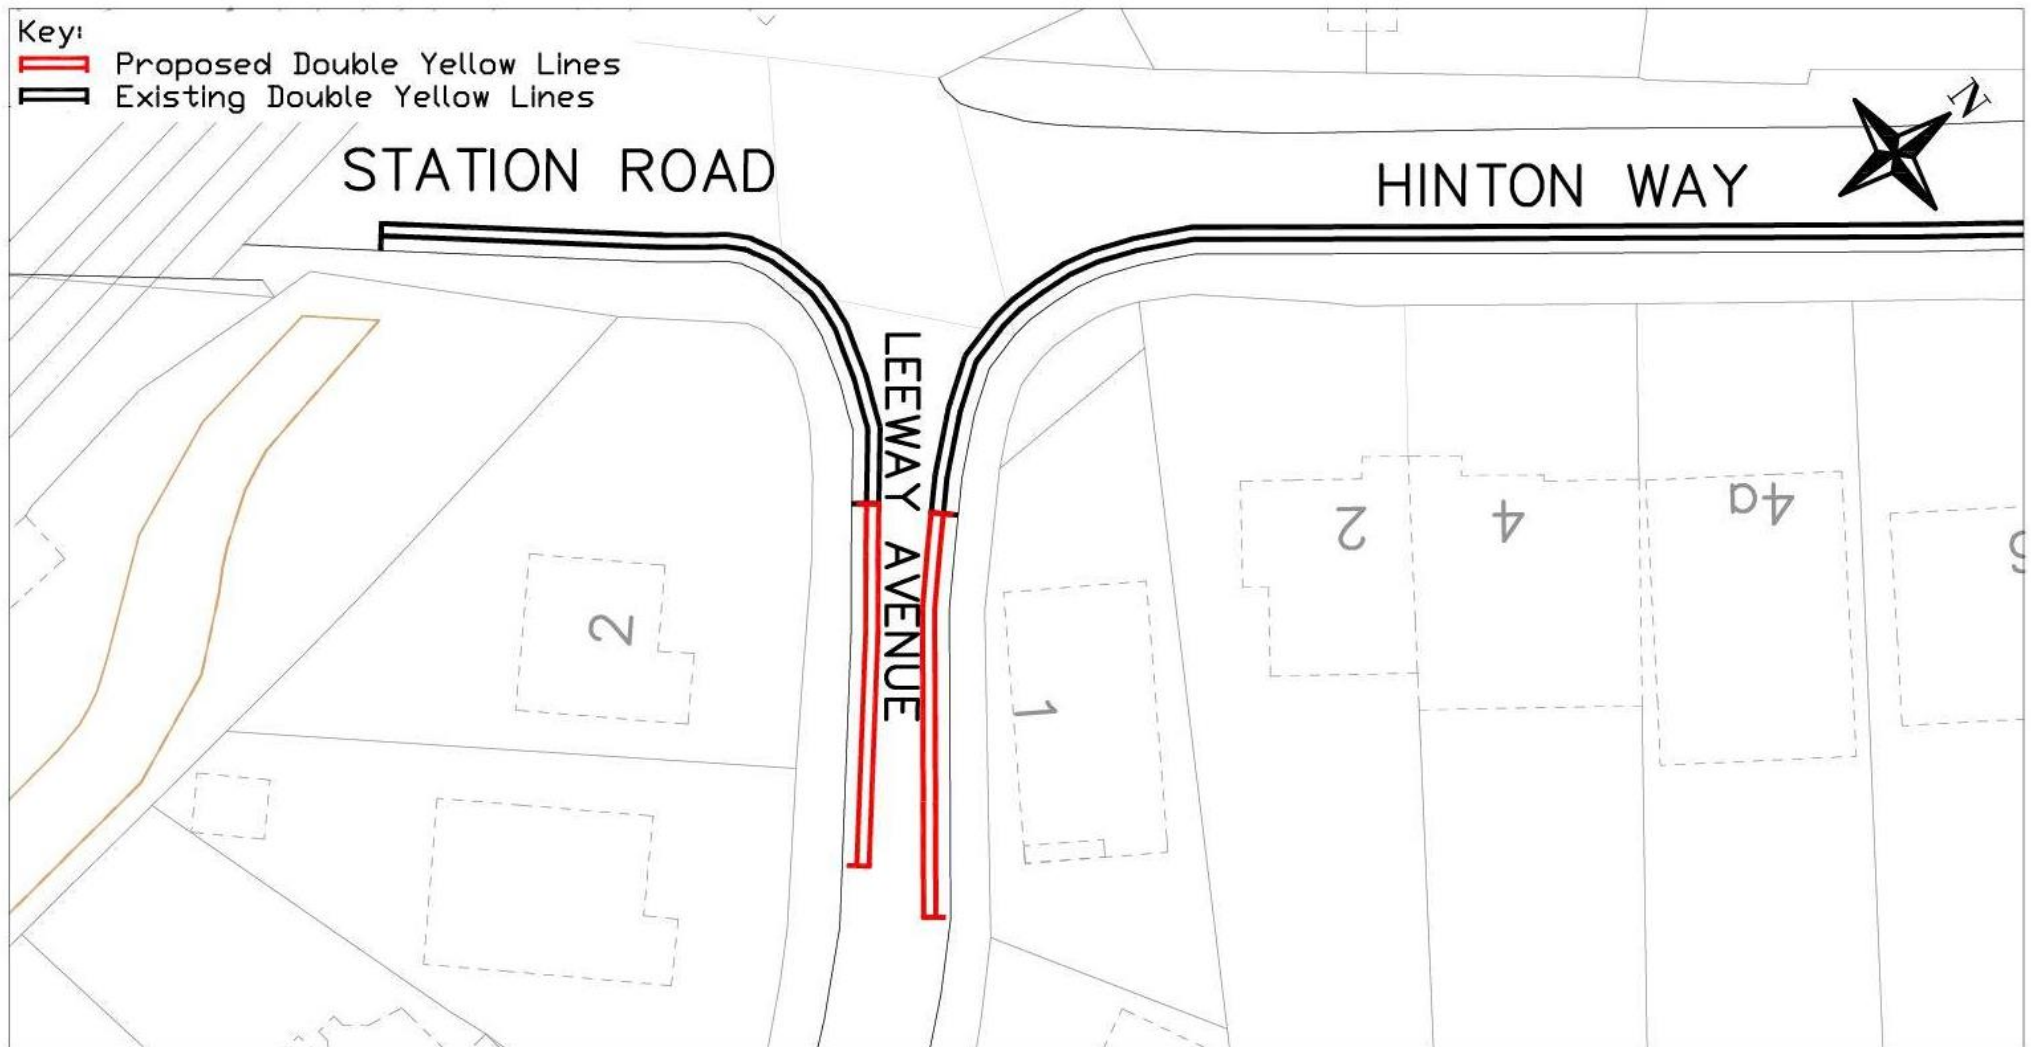 Key:
Proposed Double Yellow Lines
Existing Double Yellow Lines
N
STATION ROAD
HINTON WAY
LEEWAY AVENUE
2
4
4a
2
1